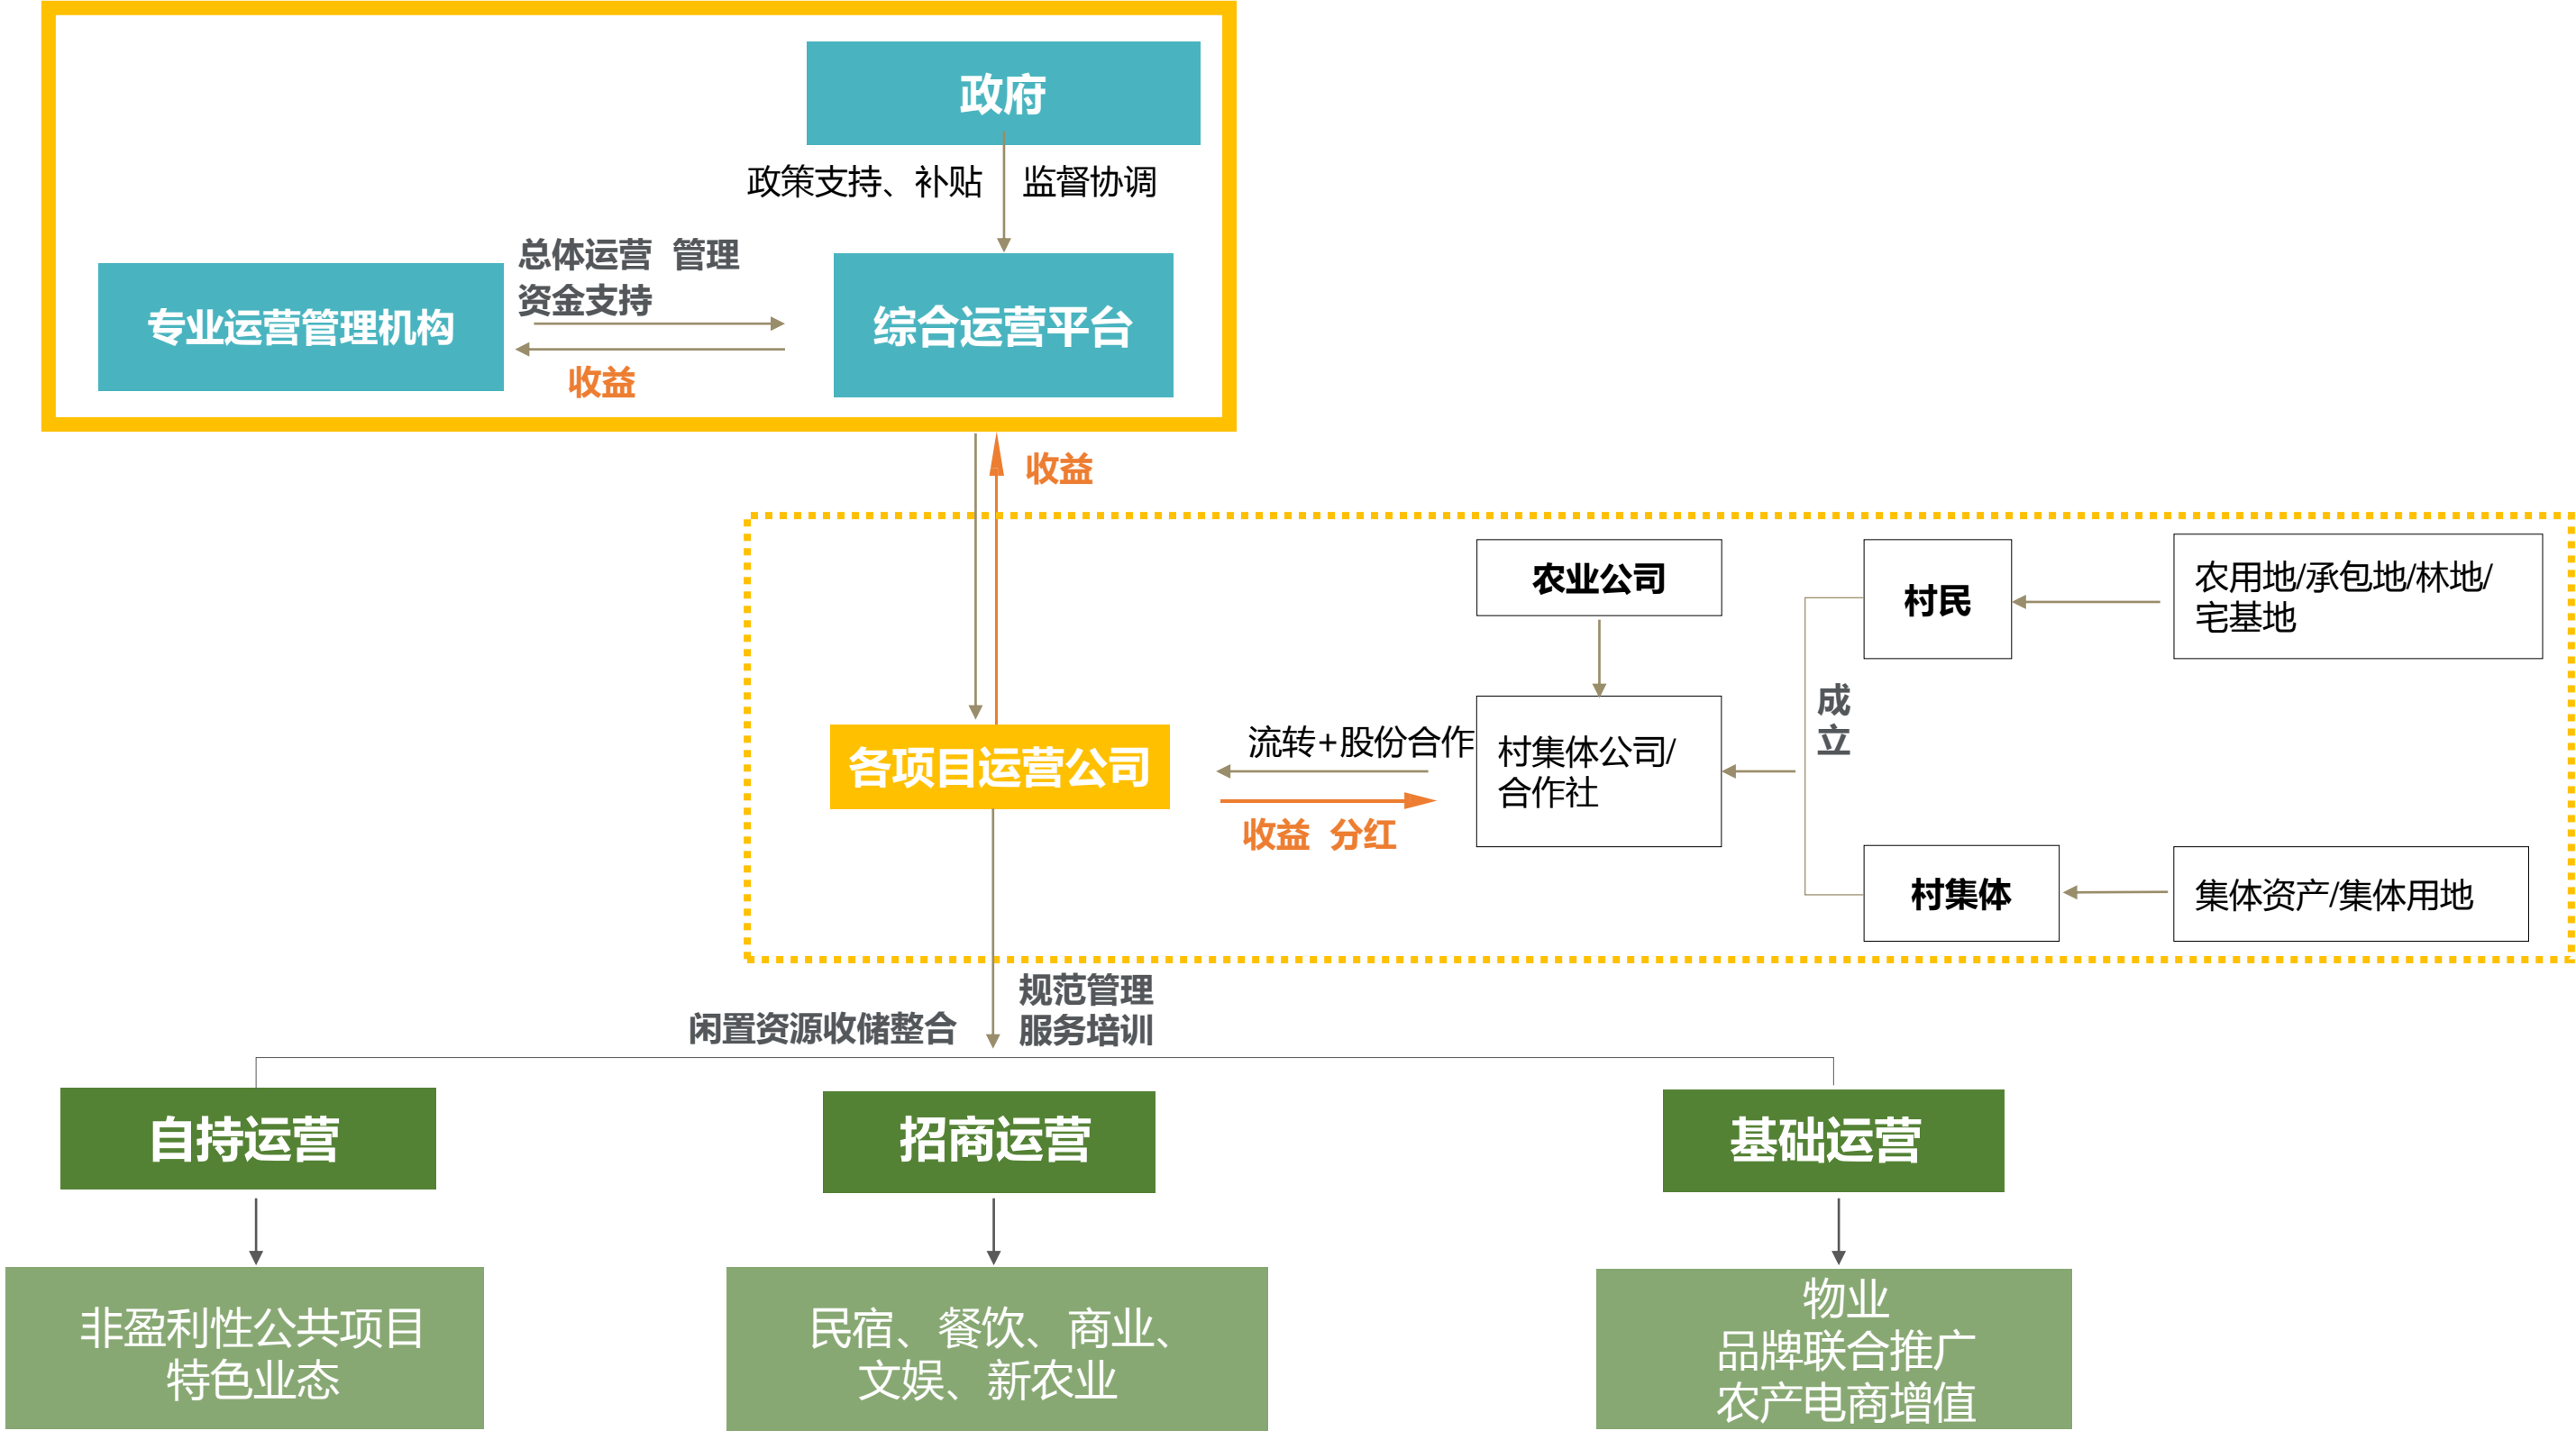 政府
政策支持、补贴
监督协调
总体运营 管理
资金支持
专业运营管理机构
综合运营平台
收益
收益
农业公司
村民
农用地/承包地/林地/
宅基地
成
立
流转+股份合作
村集体公司/
合作社
各项目运营公司
收益 分红
村集体
集体资产/集体用地
规范管理
服务培训
闲置资源收储整合
自持运营
招商运营
基础运营
非盈利性公共项目
特色业态
民宿、餐饮、商业、
文娱、新农业
物业
品牌联合推广
农产电商增值